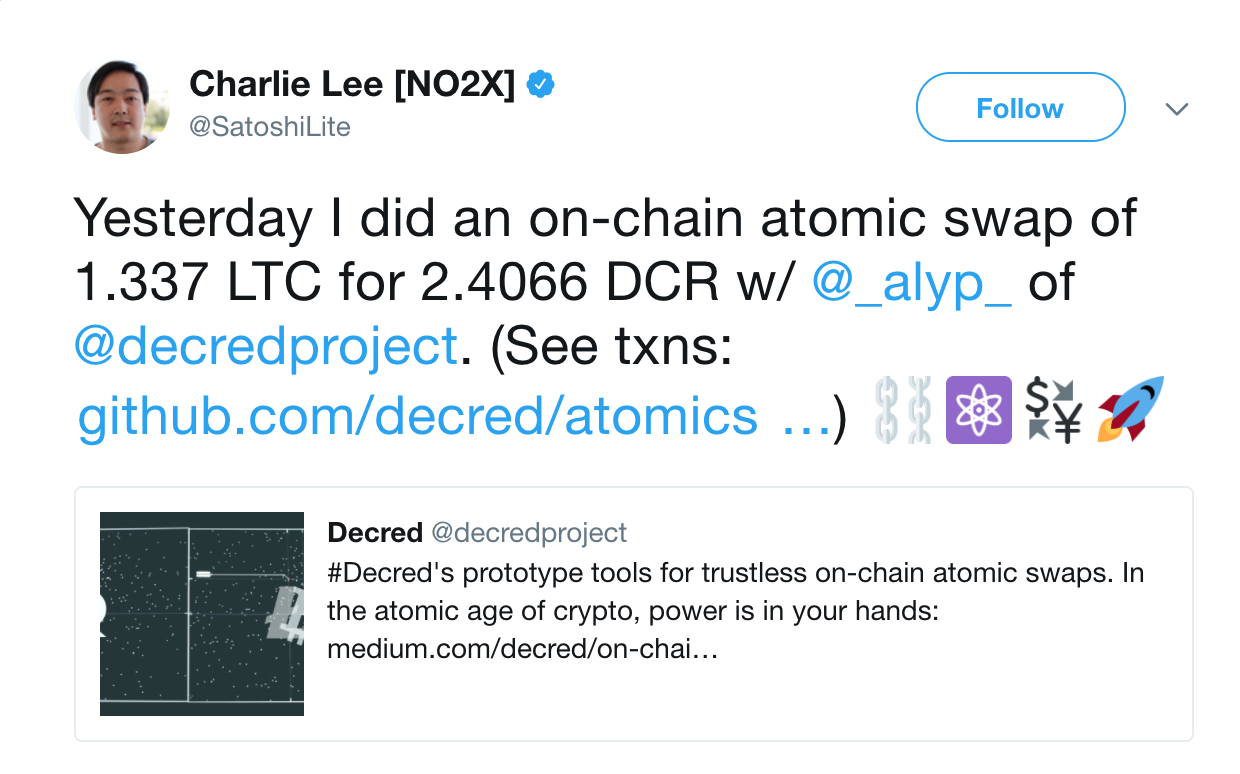 Charlie Lee [NO2X]
@SatoshiLite
Follow
Yesterday I did an on-chain atomic swap of
1.337 LTC for 2.4066 DCR w/ @_alyp_ of
@decredproject. (See txns:
github.com/decred/atomics …) ⛓⚛💱🚀
Decred @decredproject
#Decred's prototype tools for trustless on-chain atomic swaps. In
the atomic age of crypto, power is in your hands:
medium.com/decred/on-chai…